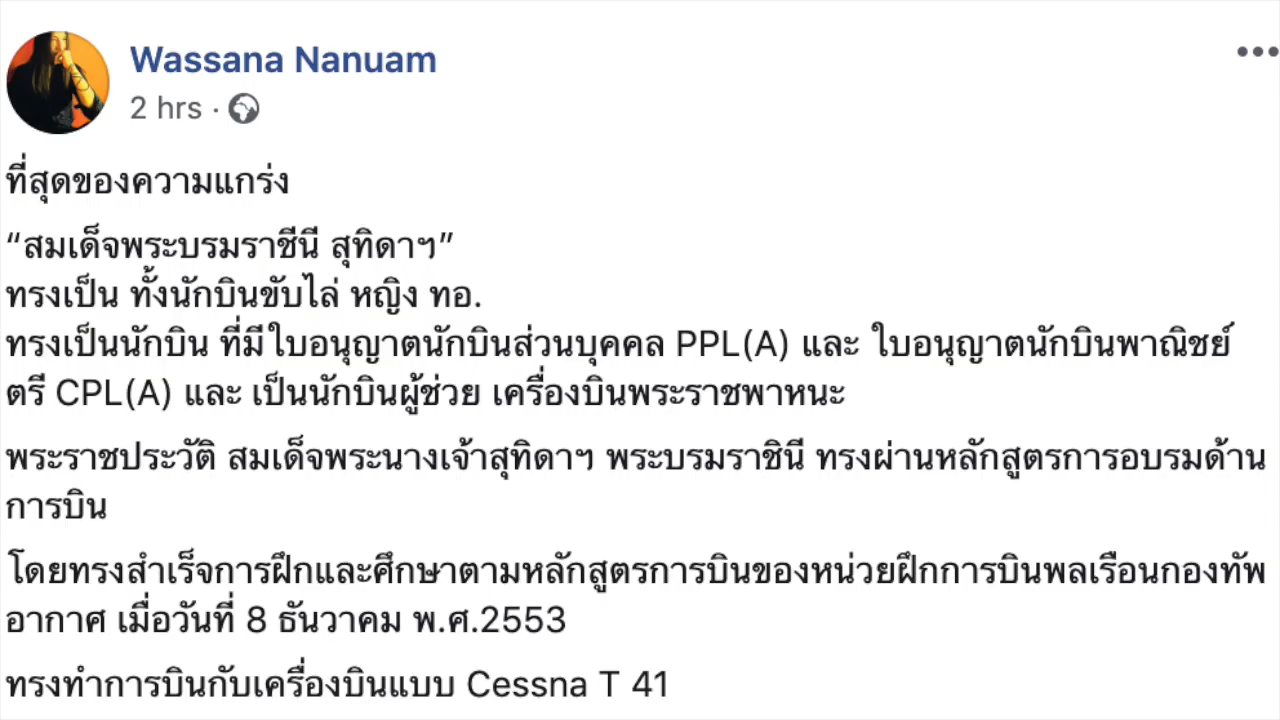 Wassana Nanuam
2 hrs ·
ที่สุดของความแกร่ง
“สมเด็จพระบรมราชีนี สุทิดาฯ”
ทรงเป็น ทั้งนักบินขับไล่ หญิง ทอ.
ทรงเป็นนักบิน ที่มีใบอนุญาตนักบินส่วนบุคคล PPL(A) และ ใบอนุญาตนักบินพาณิชย์
ตรี CPL(A) และ เป็นนักบินผู้ช่วย เครื่องบินพระราชพาหนะ
พระราชประวัติ สมเด็จพระนางเจ้าสุทิดาฯ พระบรมราชินี ทรงผ่านหลักสูตรการอบรมด้าน
การบิน
โดยทรงสำเร็จการฝึกและศึกษาตามหลักสูตรการบินของหน่วยฝึกการบินพลเรือนกองทัพ
อากาศ เมื่อวันที่ 8 ธันวาคม พ.ศ.2553
ทรงทำการบินกับเครื่องบินแบบ Cessna T 41